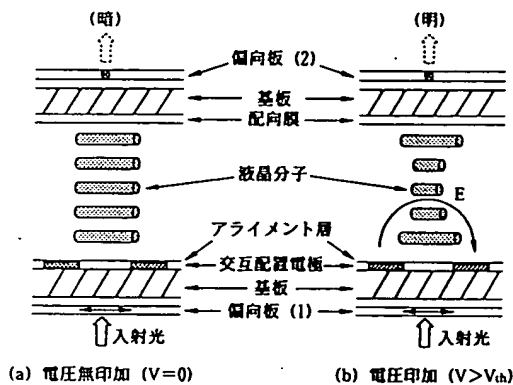 (暗)
(明)
偏向板 (2)
基板
配向膜
液晶分子
E
アライメント層
交互配置電極
基板
偏向板 (1)
入射光
入射光
(a) 電圧無印加 (V=0)
(b) 電圧印加 (V>Vth)